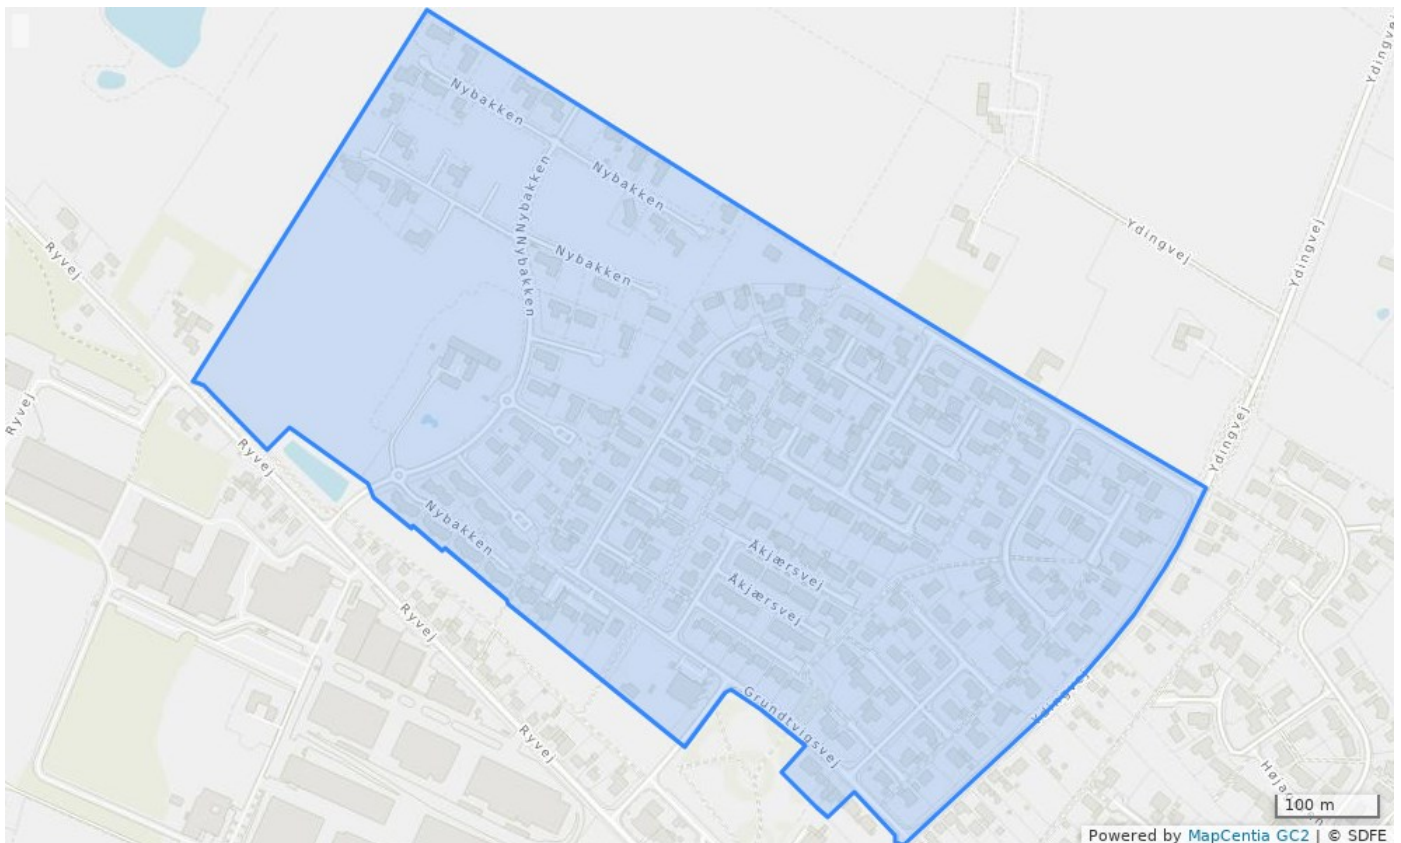 Ydingvej
Nybakken
Nybakken
Nybakken
Nybakken
Nybakken
Ydingvej
Ydingvej
Ryvej
Ryvej
Ydingvej
Ryvej
Nybakken
Åkjærsvej
Åkjærsvej
Ryvej
Grundtvigsvej
Ydingvej
Ryvej
100 m
Powered by MapCentia GC2 | © SDFE